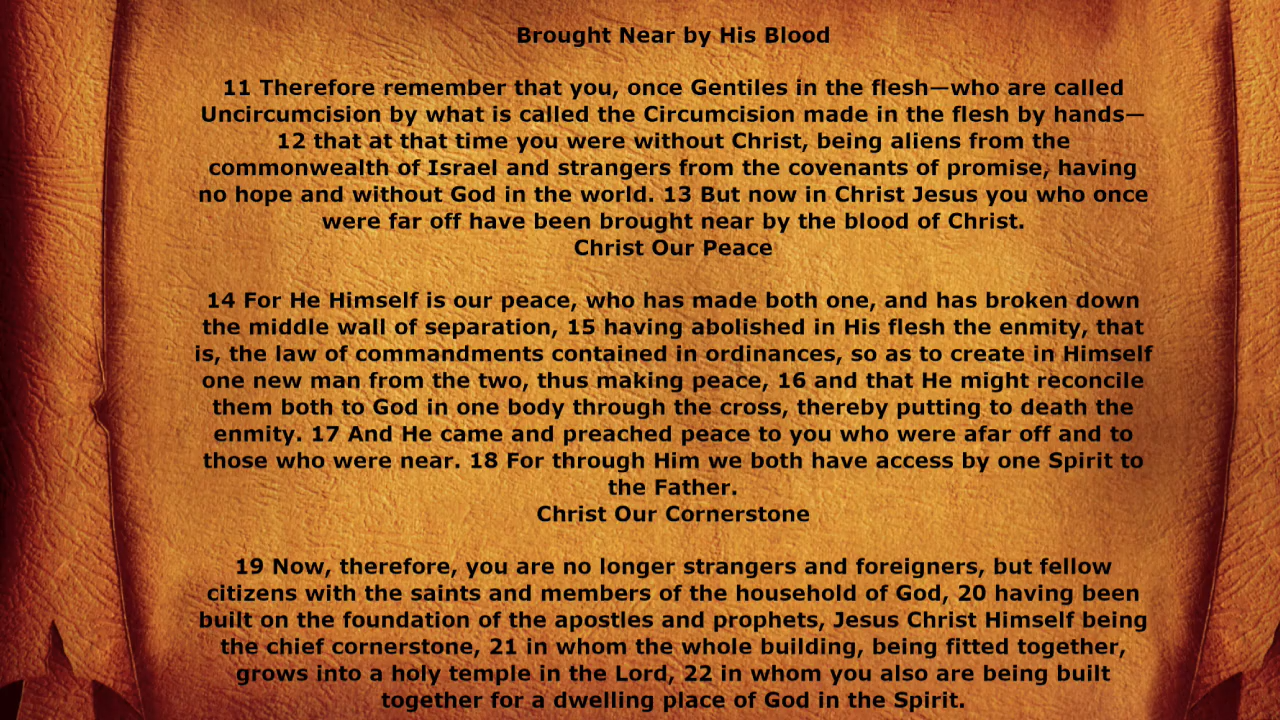 Brought Near by His Blood
11 Therefore remember that you, once Gentiles in the flesh—who are called
Uncircumcision by what is called the Circumcision made in the flesh by hands—
12 that at that time you were without Christ, being aliens from the
commonwealth of Israel and strangers from the covenants of promise, having
no hope and without God in the world. 13 But now in Christ Jesus you who once
were far off have been brought near by the blood of Christ.
Christ Our Peace
14 For He Himself is our peace, who has made both one, and has broken down
the middle wall of separation, 15 having abolished in His flesh the enmity, that
is, the law of commandments contained in ordinances, so as to create in Himself
one new man from the two, thus making peace, 16 and that He might reconcile
them both to God in one body through the cross, thereby putting to death the
enmity. 17 And He came and preached peace to you who were afar off and to
those who were near. 18 For through Him we both have access by one Spirit to
the Father.
Christ Our Cornerstone
19 Now, therefore, you are no longer strangers and foreigners, but fellow
citizens with the saints and members of the household of God, 20 having been
built on the foundation of the apostles and prophets, Jesus Christ Himself being
the chief cornerstone, 21 in whom the whole building, being fitted together,
grows into a holy temple in the Lord, 22 in whom you also are being built
together for a dwelling place of God in the Spirit.